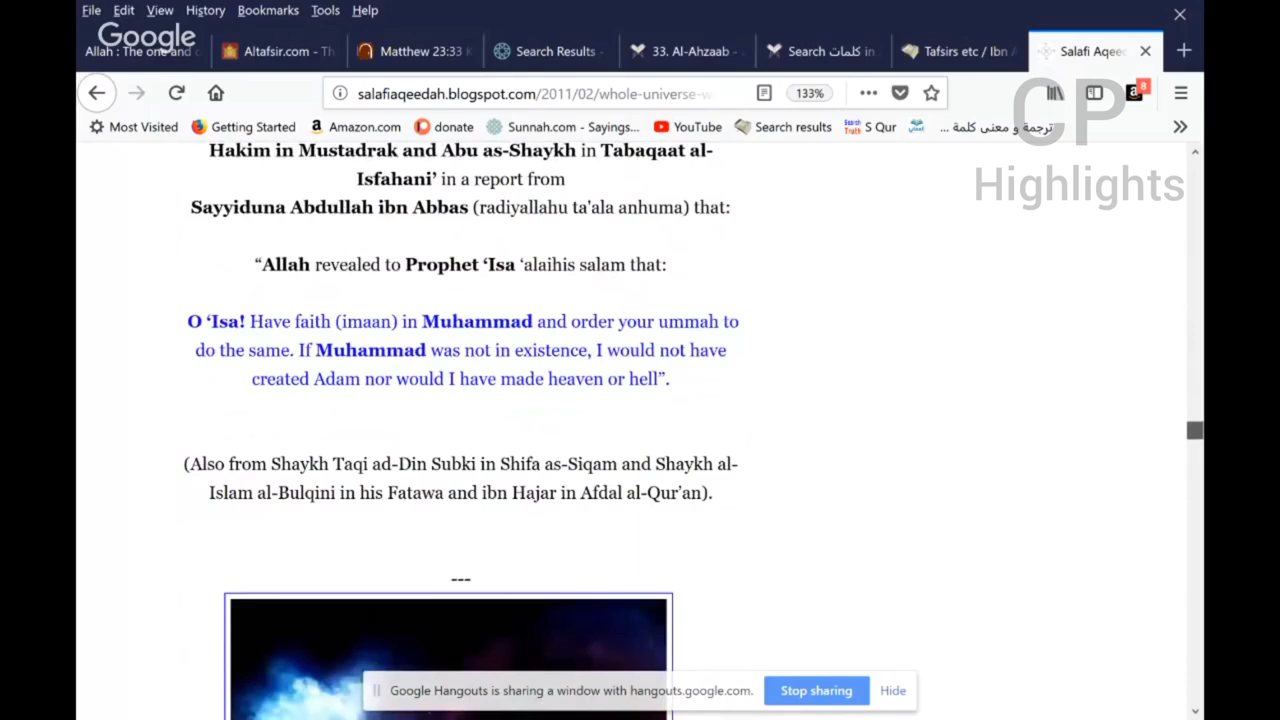 File Edit View History Bookmarks Tools Help
Google
Allah : The one and o
Altafsir.com - Th
Matthew 23:33 K
Search Results -
33. Al-Ahzaab -
Search كلمات in
Tafsirs etc / Ibn A
Salafi Aqeed
salafiaqeedah.blogspot.com/2011/02/whole-universe-w
133%
8
CP
Highlights
Most Visited
Getting Started
Amazon.com
donate
Sunnah.com - Sayings...
YouTube
Search results
S Qur
ترجمة و معنى كلمة ...
Hakim in Mustadrak and Abu as-Shaykh in Tabaqaat al-
Isfahani' in a report from
Sayyiduna Abdullah ibn Abbas (radiyallahu ta'ala anhuma) that:
“Allah revealed to Prophet ‘Isa ‘alaihis salam that:
O ‘Isa! Have faith (imaan) in Muhammad and order your ummah to
do the same. If Muhammad was not in existence, I would not have
created Adam nor would I have made heaven or hell”.
(Also from Shaykh Taqi ad-Din Subki in Shifa as-Siqam and Shaykh al-
Islam al-Bulqini in his Fatawa and ibn Hajar in Afdal al-Qur’an).
---
Google Hangouts is sharing a window with hangouts.google.com.
Stop sharing
Hide